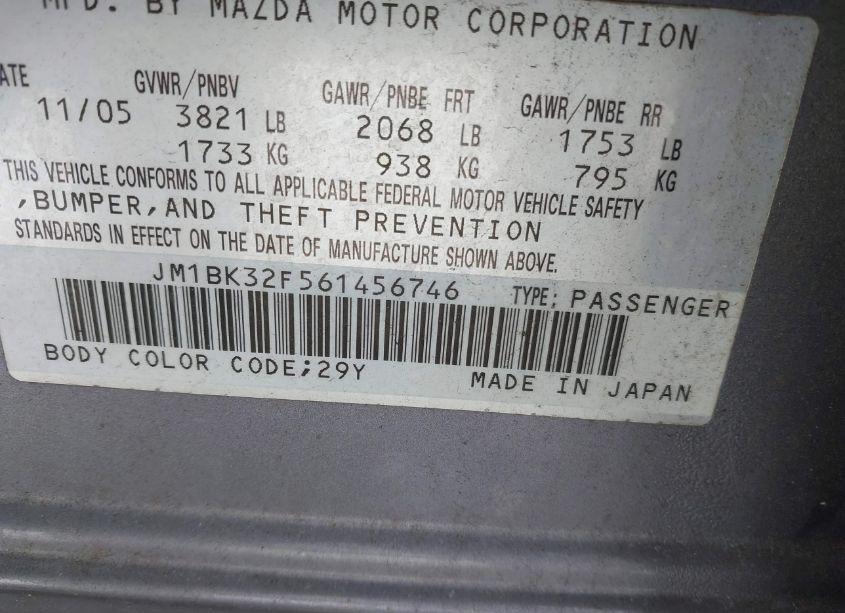 MFD. BY MAZDA MOTOR CORPORATION
ATE GVWR/PNBV GAWR/PNBE FRT GAWR/PNBE RR
11/05 3821 LB 2068 LB 1753 LB
1733 KG 938 KG 795 KG
THIS VEHICLE CONFORMS TO ALL APPLICABLE FEDERAL MOTOR VEHICLE SAFETY
,BUMPER,AND THEFT PREVENTION
STANDARDS IN EFFECT ON THE DATE OF MANUFACTURE SHOWN ABOVE.
JM1BK32F561456746 TYPE: PASSENGER
BODY COLOR CODE;29Y MADE IN JAPAN